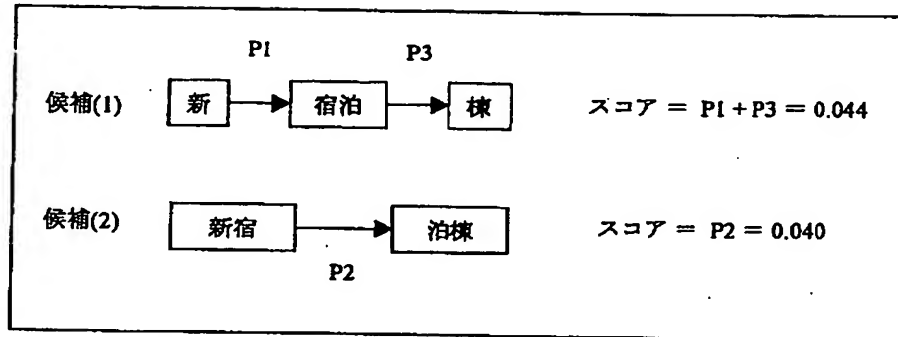 P1 P3
候補(1) 新 宿泊 棟 スコア = P1+P3 = 0.044
候補(2) 新宿 泊棟 スコア = P2 = 0.040
P2